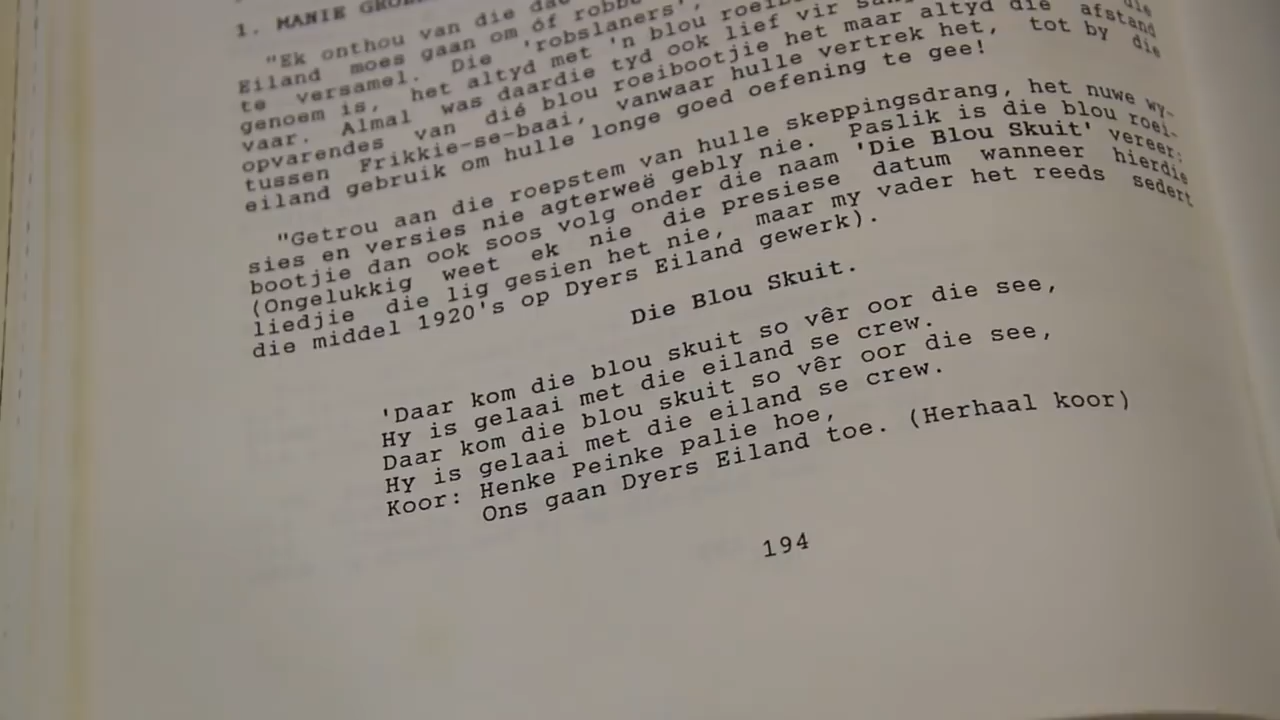 1. MANIE
"Ek onthou van die
Eiland moes gaan om óf
te versamel. Die 'robslaners',
genoem is, het altyd met 'n blou
vaar. Almal was daardie tyd ook lief vir
opvarendes van dié blou roeibootjie het maar altyd die afstand
tussen Frikkie-se-baai, vanwaar hulle vertrek het, tot by die
eiland gebruik om hulle longe goed oefening te gee!
"Getrou aan die roepstem van hulle skeppingsdrang, het nuwe wy-
sies en versies nie agterweë gebly nie. Paslik is die blou roei-
bootjie dan ook soos volg onder die naam 'Die Blou Skuit' vereer:
(Ongelukkig weet ek nie die presiese datum wanneer hierdie
liedjie die lig gesien het nie, maar my vader het reeds sedert
die middel 1920's op Dyers Eiland gewerk).
Die Blou Skuit.
'Daar kom die blou skuit so vêr oor die see,
Hy is gelaai met die eiland se crew.
Daar kom die blou skuit so vêr oor die see,
Hy is gelaai met die eiland se crew.
Koor: Henke Peinke palie hoe,
Ons gaan Dyers Eiland toe. (Herhaal koor)
194